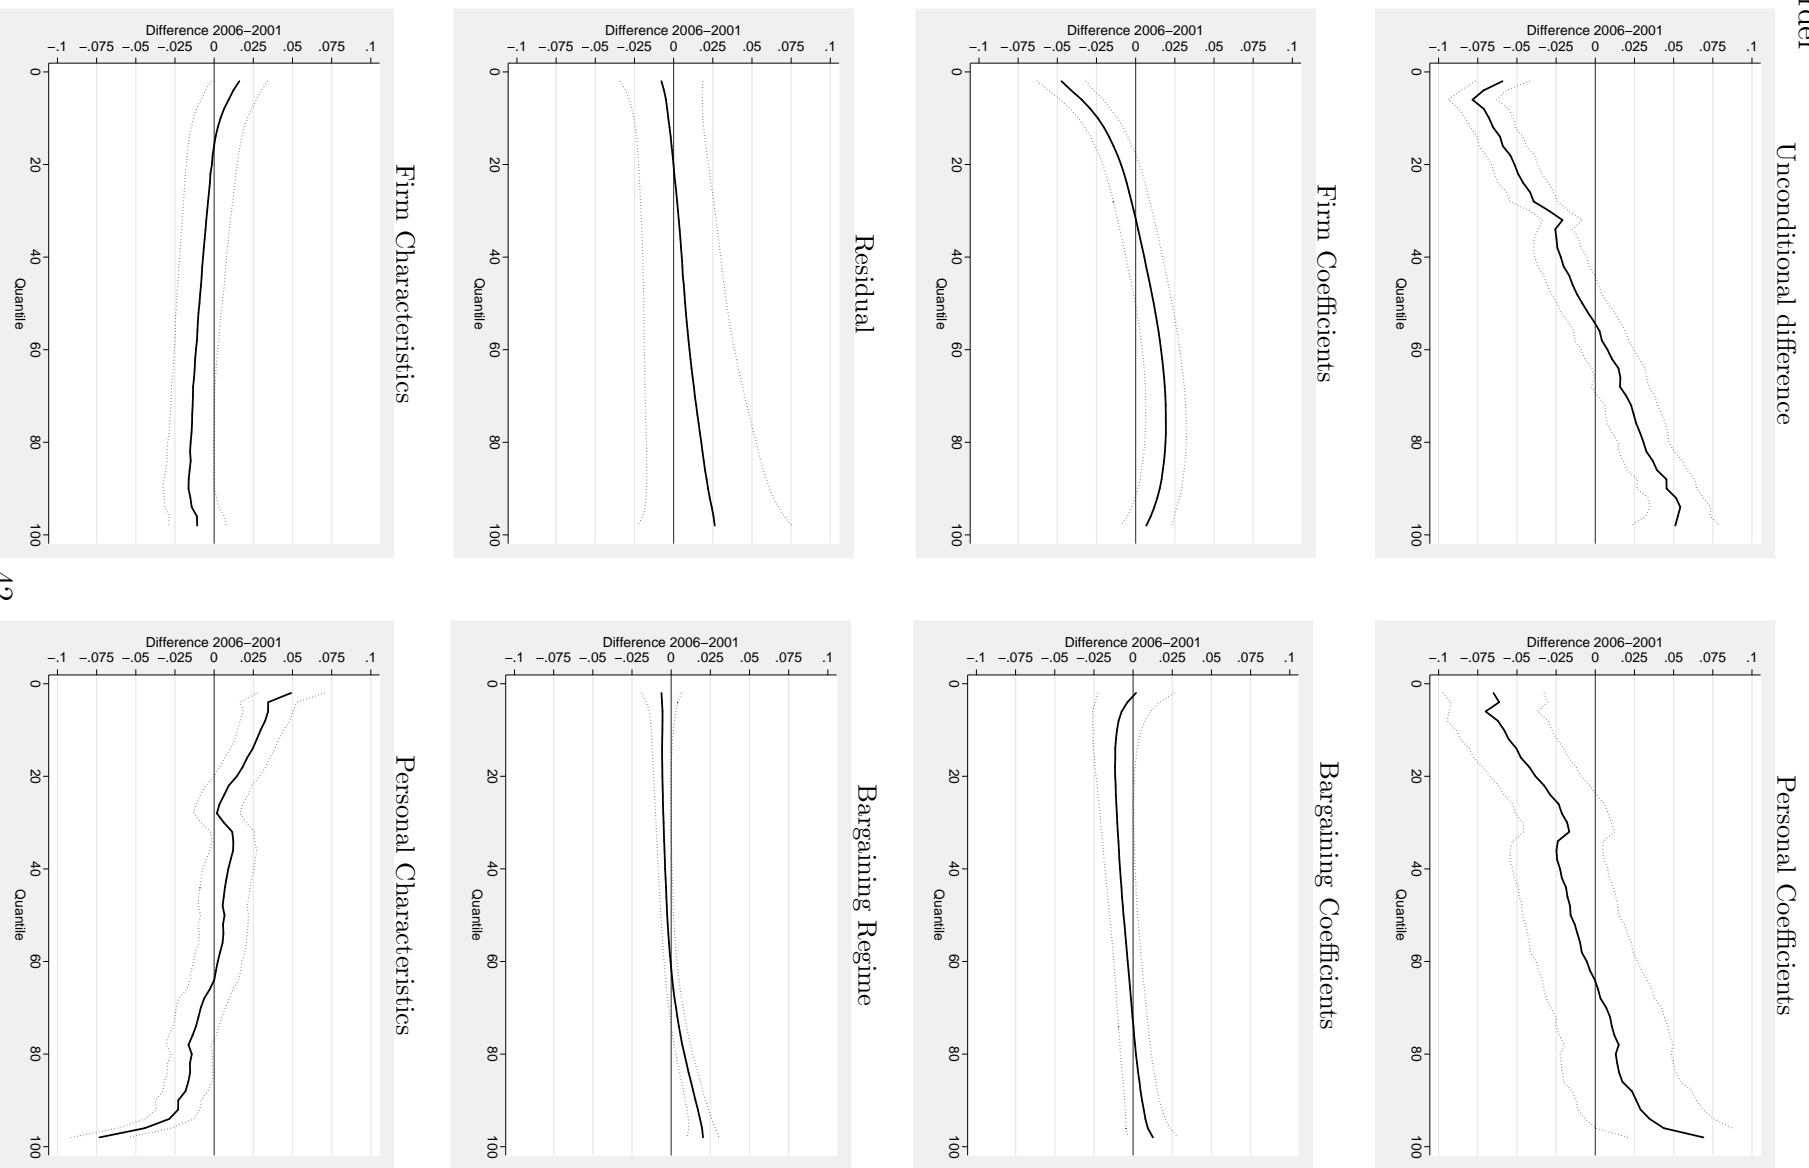 Unconditional difference
Difference 2006–2001
–.1 –.075 –.05 –.025 0 .025 .05 .075 .1
0 20 40 60 80 100
Quantile
Personal Coefficients
Difference 2006–2001
–.1 –.075 –.05 –.025 0 .025 .05 .075 .1
0 20 40 60 80 100
Quantile
Firm Coefficients
Difference 2006–2001
–.1 –.075 –.05 –.025 0 .025 .05 .075 .1
0 20 40 60 80 100
Quantile
Bargaining Coefficients
Difference 2006–2001
–.1 –.075 –.05 –.025 0 .025 .05 .075 .1
0 20 40 60 80 100
Quantile
Residual
Difference 2006–2001
–.1 –.075 –.05 –.025 0 .025 .05 .075 .1
0 20 40 60 80 100
Quantile
Bargaining Regime
Difference 2006–2001
–.1 –.075 –.05 –.025 0 .025 .05 .075 .1
0 20 40 60 80 100
Quantile
Firm Characteristics
Difference 2006–2001
–.1 –.075 –.05 –.025 0 .025 .05 .075 .1
0 20 40 60 80 100
Quantile
Personal Characteristics
Difference 2006–2001
–.1 –.075 –.05 –.025 0 .025 .05 .075 .1
0 20 40 60 80 100
Quantile
42